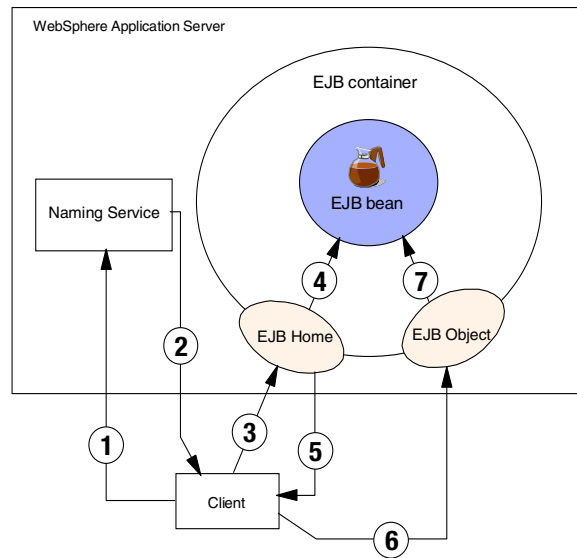 WebSphere Application Server
EJB container
EJB bean
Naming Service
4
7
EJB Home
EJB Object
2
3
1
5
Client
6